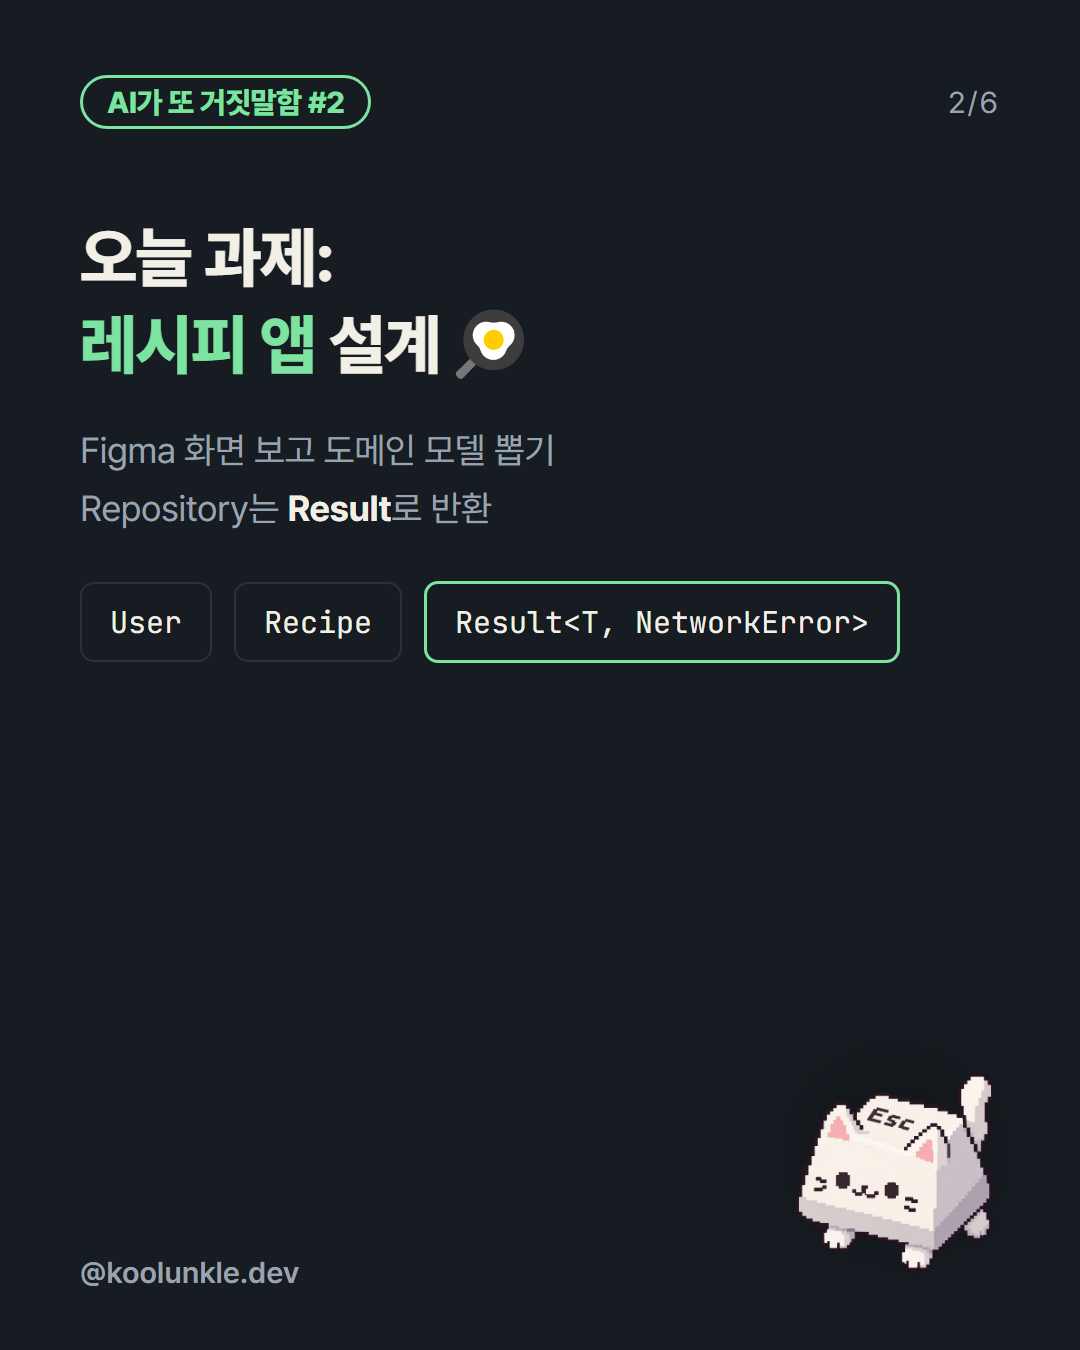 AI가 또 거짓말함 #2
2/6
오늘 과제:
레시피 앱 설계
Figma 화면 보고 도메인 모델 뽑기
Repository는 Result로 반환
User
Recipe
Result<T, NetworkError>
Esc
@koolunkle.dev